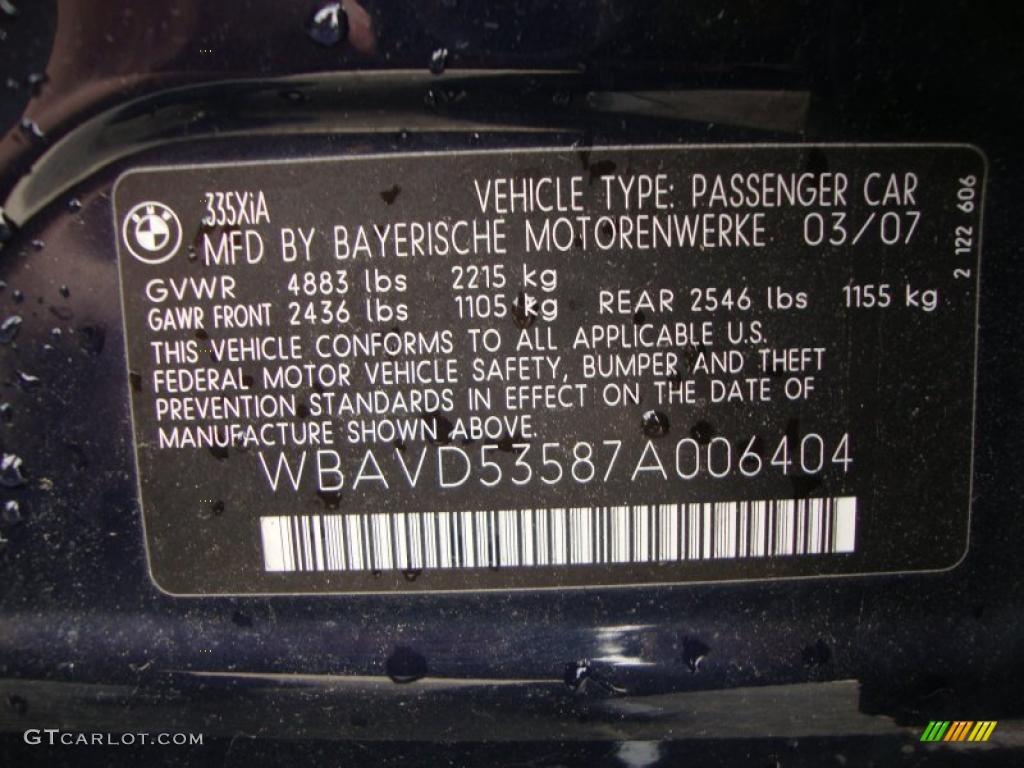 335XiA
VEHICLE TYPE: PASSENGER CAR
MFD BY BAYERISCHE MOTORENWERKE 03/07
GVWR 4883 lbs 2215 kg
GAWR FRONT 2436 lbs 1105 kg REAR 2546 lbs 1155 kg
THIS VEHICLE CONFORMS TO ALL APPLICABLE U.S.
FEDERAL MOTOR VEHICLE SAFETY, BUMPER AND THEFT
PREVENTION STANDARDS IN EFFECT ON THE DATE OF
MANUFACTURE SHOWN ABOVE.
WBAVD53587A006404
2 122 606
GTCARLOT.COM